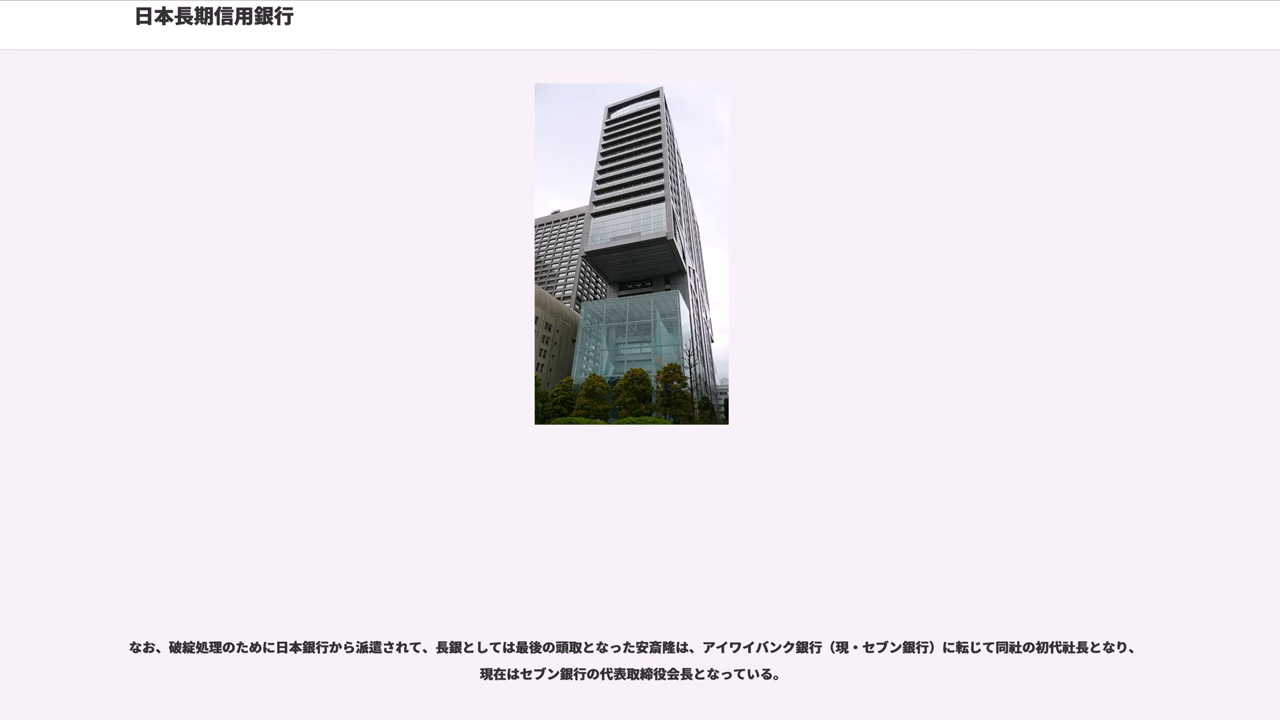 日本長期信用銀行
なお、破綻処理のために日本銀行から派遣されて、長銀としては最後の頭取となった安斎隆は、アイワイバンク銀行（現・セブン銀行）に転じて同社の初代社長となり、
現在はセブン銀行の代表取締役会長となっている。